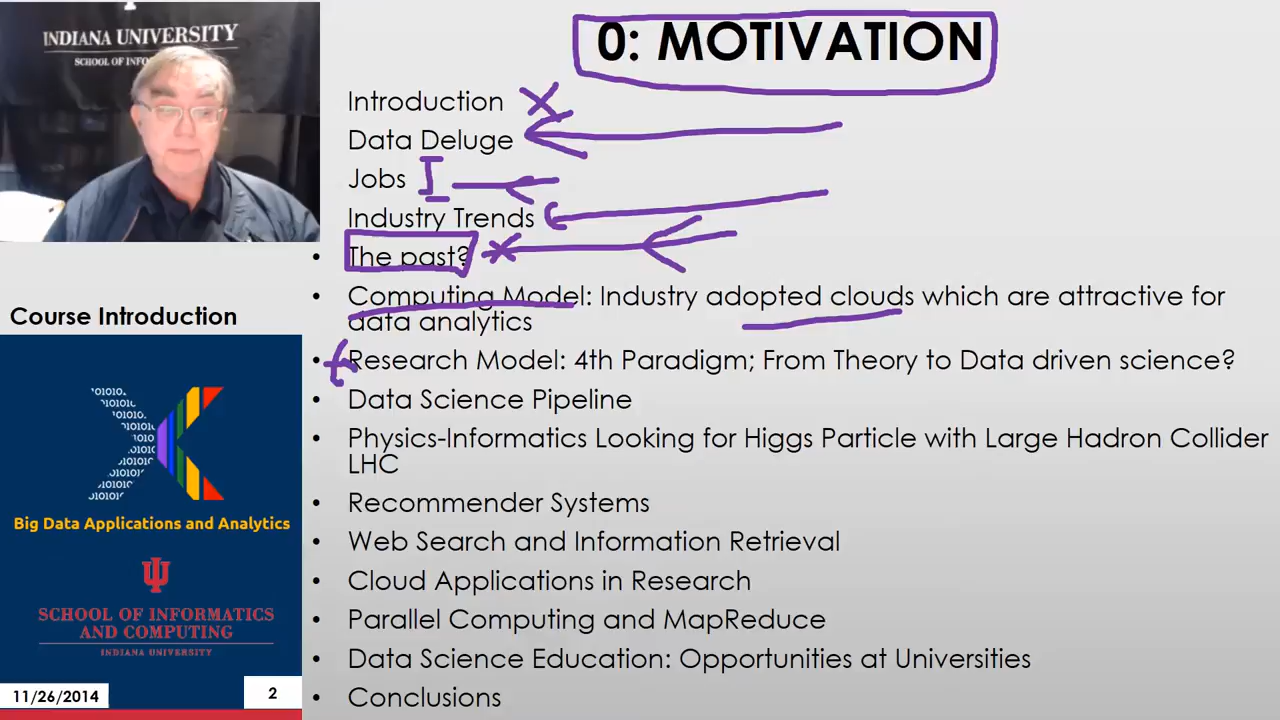 INDIANA UNIVERSITY
SCHOOL OF INFO
0: MOTIVATION
Introduction
Data Deluge
Jobs
Industry Trends
• The past?
• Computing Model: Industry adopted clouds which are attractive for
data analytics
• Research Model: 4th Paradigm; From Theory to Data driven science?
• Data Science Pipeline
• Physics-Informatics Looking for Higgs Particle with Large Hadron Collider
LHC
• Recommender Systems
• Web Search and Information Retrieval
• Cloud Applications in Research
• Parallel Computing and MapReduce
• Data Science Education: Opportunities at Universities
• Conclusions
Course Introduction
Big Data Applications and Analytics
SCHOOL OF INFORMATICS
AND COMPUTING
INDIANA UNIVERSITY
11/26/2014
2